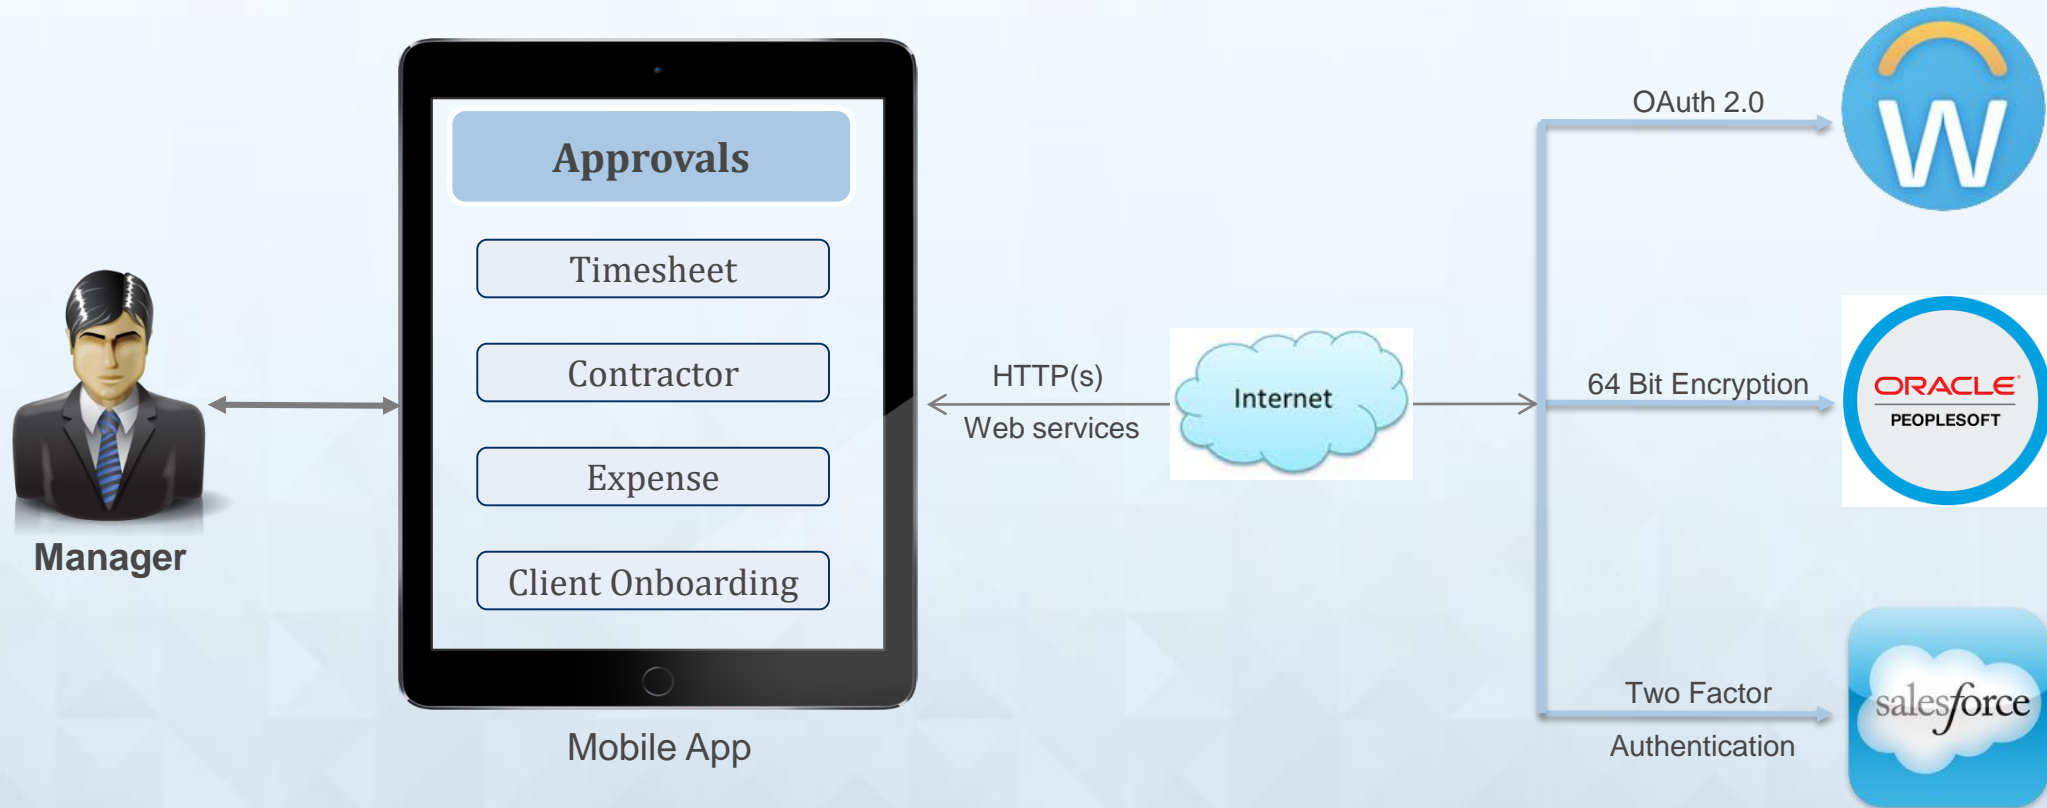 Approvals
Timesheet
Contractor
Expense
Client Onboarding
Manager
Mobile App
HTTP(s)
Web services
Internet
OAuth 2.0
W
64 Bit Encryption
ORACLE®
PEOPLESOFT
Two Factor
Authentication
salesforce